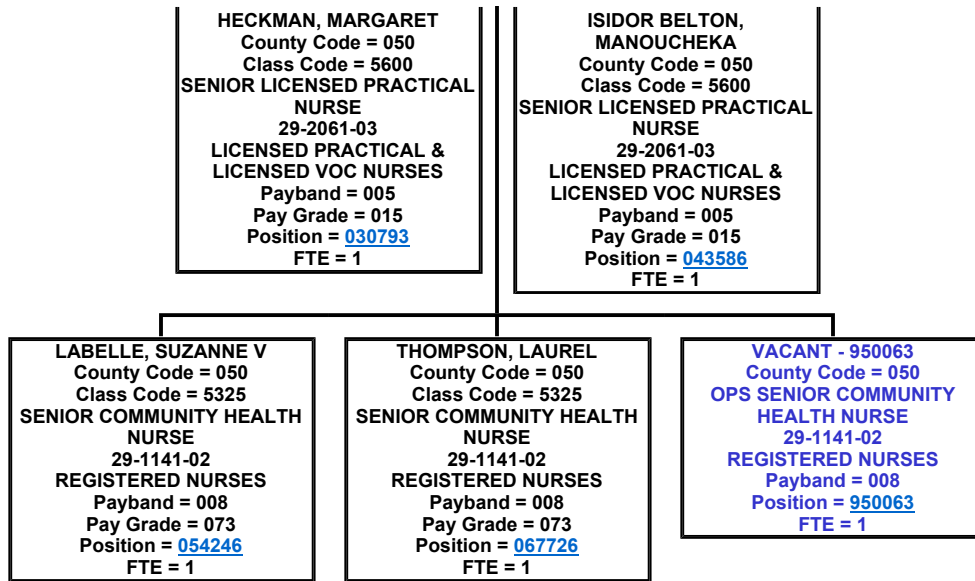 HECKMAN, MARGARET
County Code = 050
Class Code = 5600
SENIOR LICENSED PRACTICAL
NURSE
29-2061-03
LICENSED PRACTICAL &
LICENSED VOC NURSES
Payband = 005
Pay Grade = 015
Position = 030793
FTE = 1
ISIDOR BELTON,
MANOUCHEKA
County Code = 050
Class Code = 5600
SENIOR LICENSED PRACTICAL
NURSE
29-2061-03
LICENSED PRACTICAL &
LICENSED VOC NURSES
Payband = 005
Pay Grade = 015
Position = 043586
FTE = 1
LABELLE, SUZANNE V
County Code = 050
Class Code = 5325
SENIOR COMMUNITY HEALTH
NURSE
29-1141-02
REGISTERED NURSES
Payband = 008
Pay Grade = 073
Position = 054246
FTE = 1
THOMPSON, LAUREL
County Code = 050
Class Code = 5325
SENIOR COMMUNITY HEALTH
NURSE
29-1141-02
REGISTERED NURSES
Payband = 008
Pay Grade = 073
Position = 067726
FTE = 1
VACANT - 950063
County Code = 050
OPS SENIOR COMMUNITY
HEALTH NURSE
29-1141-02
REGISTERED NURSES
Payband = 008
Position = 950063
FTE = 1